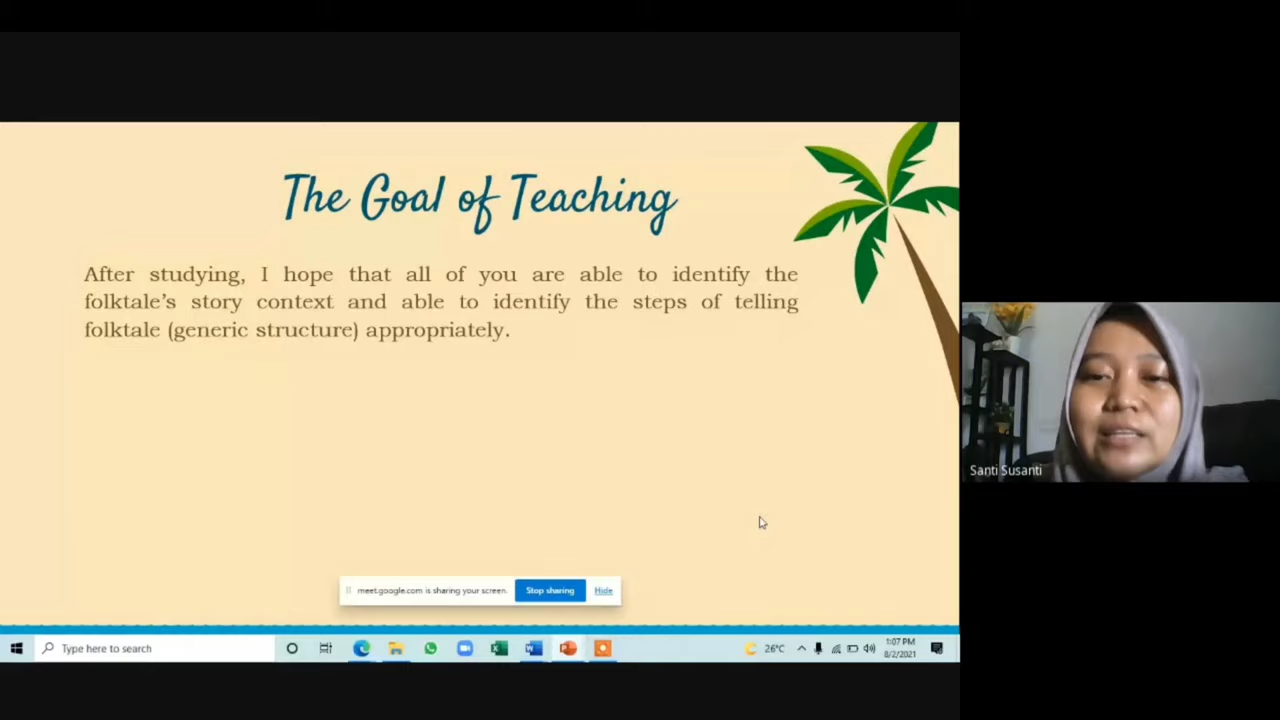 The Goal of Teaching
After studying, I hope that all of you are able to identify the
folktale's story context and able to identify the steps of telling
folktale (generic structure) appropriately.
Santi Susanti
meet.google.com is sharing your screen.
Stop sharing
Hide
Type here to search
26°C
1:07 PM
8/2/2021